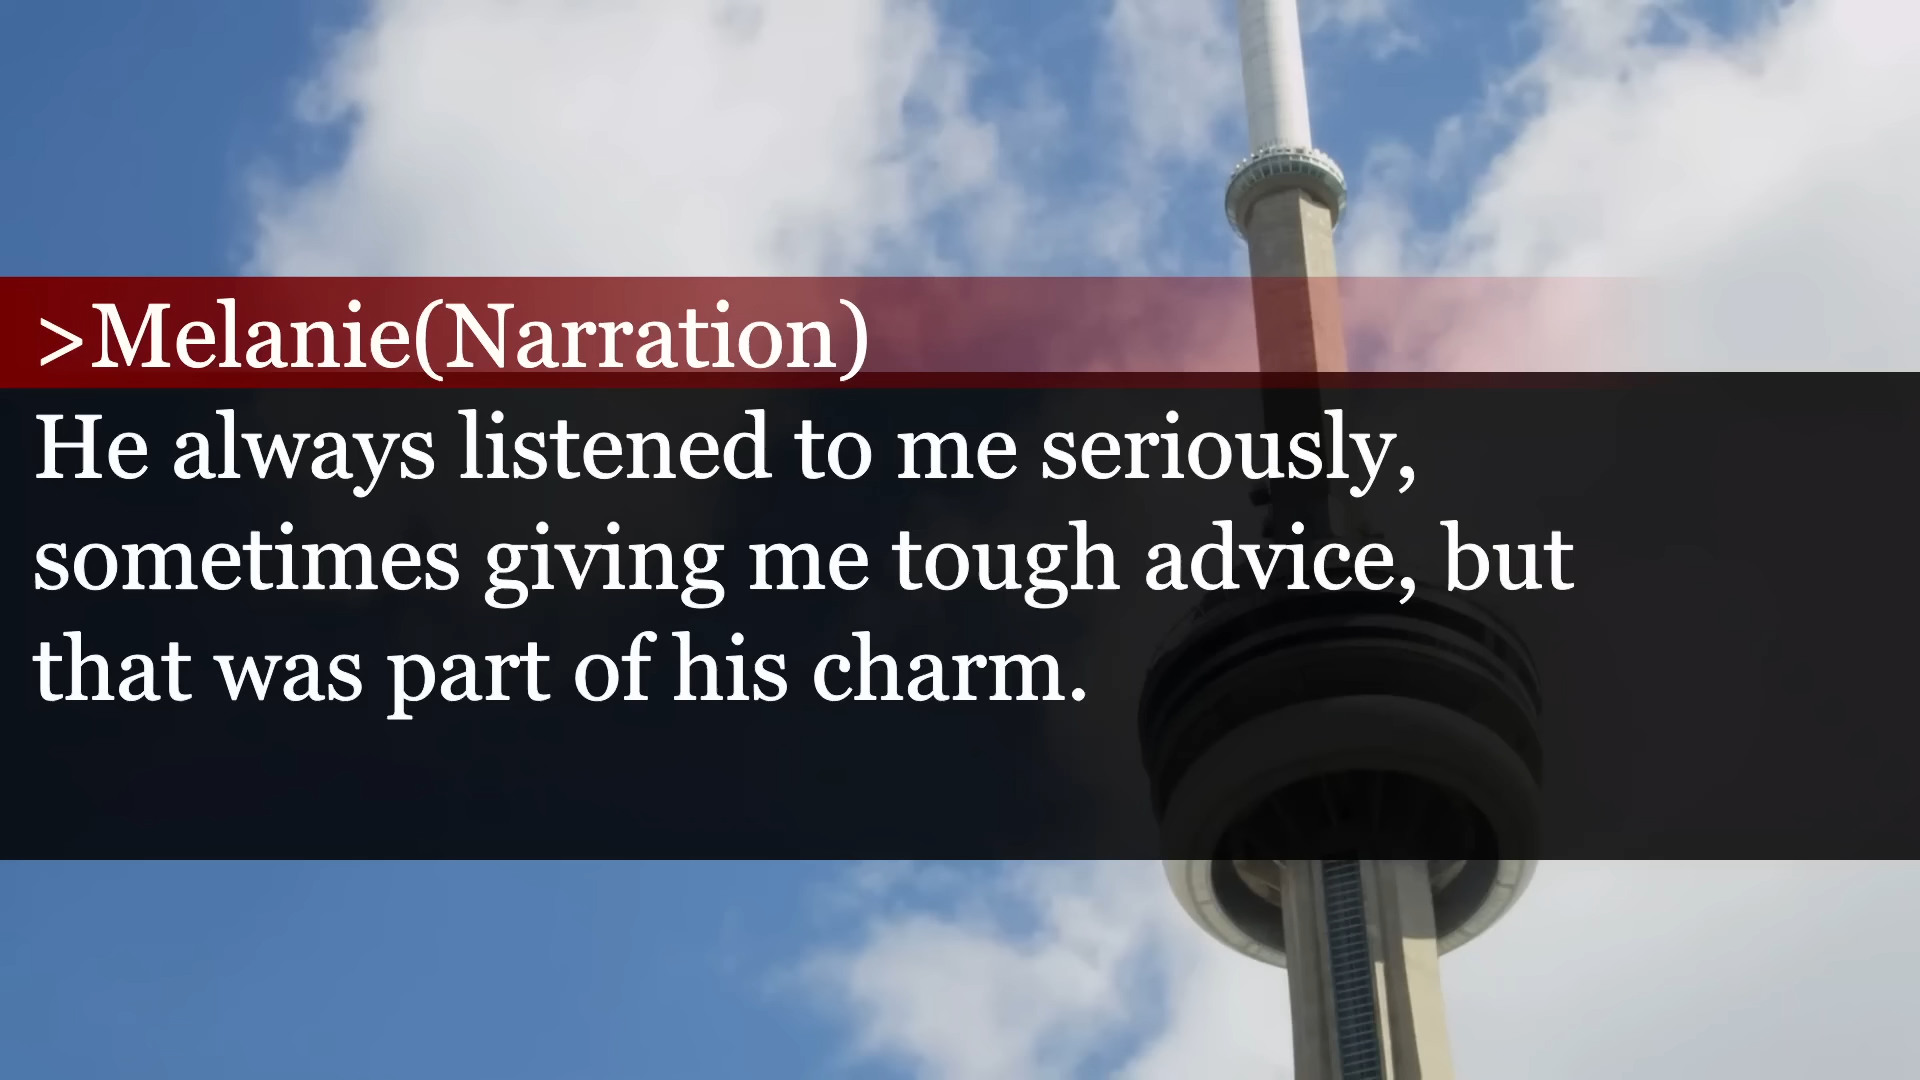 >Melanie(Narration)
He always listened to me seriously,
sometimes giving me tough advice, but
that was part of his charm.